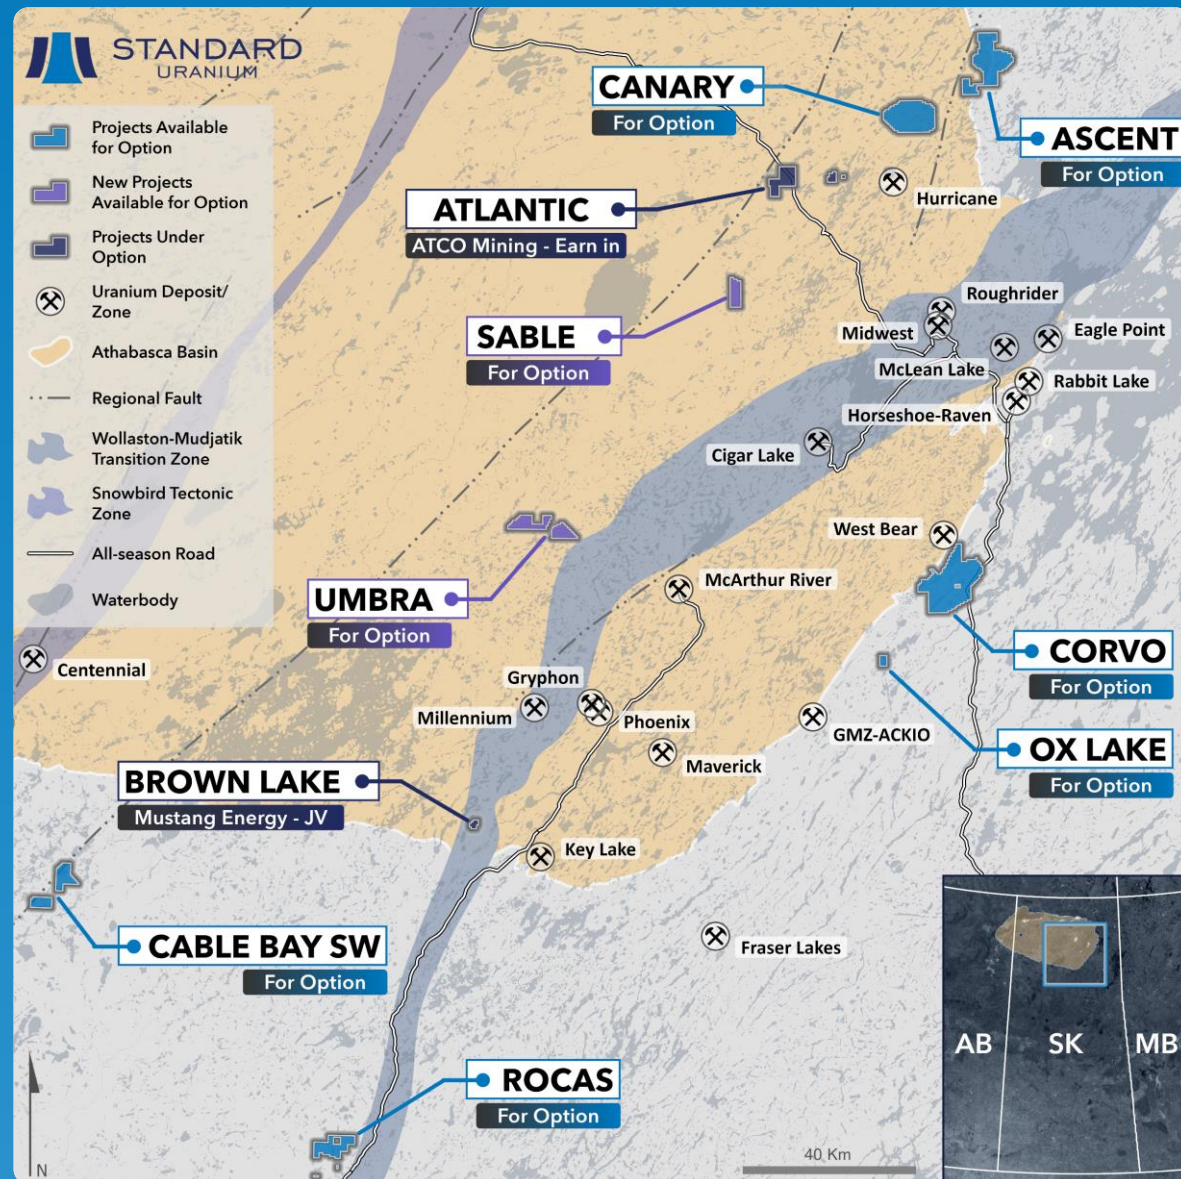 STANDARD
URANIUM
Projects Available
for Option
New Projects
Available for Option
Projects Under
Option
Uranium Deposit/
Zone
Athabasca Basin
Regional Fault
Wollaston-Mudjatik
Transition Zone
Snowbird Tectonic
Zone
All-season Road
Waterbody
CANARY
For Option
ASCENT
For Option
Hurricane
ATLANTIC
ATCO Mining - Earn in
SABLE
For Option
Roughrider
Midwest
Eagle Point
McLean Lake
Rabbit Lake
Horseshoe-Raven
Cigar Lake
West Bear
McArthur River
UMBRA
For Option
CORVO
For Option
Centennial
Gryphon
Millennium
Phoenix
GMZ-ACKIO
Maverick
OX LAKE
For Option
BROWN LAKE
Mustang Energy - JV
Key Lake
CABLE BAY SW
For Option
Fraser Lakes
ROCAS
For Option
AB
SK
MB
40 Km
N